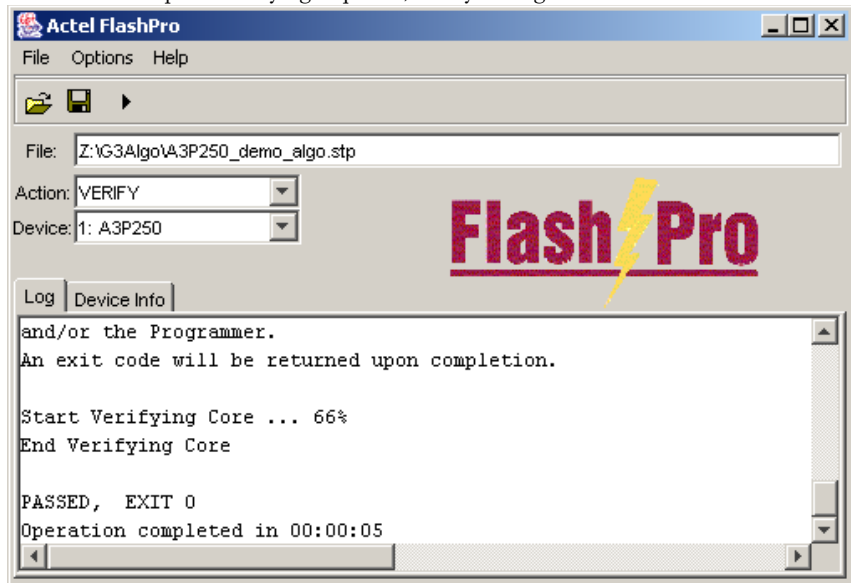 Actel FlashPro
File Options Help
File: Z:\G3Algo\A3P250_demo_algo.stp
Action: VERIFY
Device: 1: A3P250
Flash Pro
Log Device Info
and/or the Programmer.
An exit code will be returned upon completion.
Start Verifying Core ... 66%
End Verifying Core
PASSED, EXIT 0
Operation completed in 00:00:05